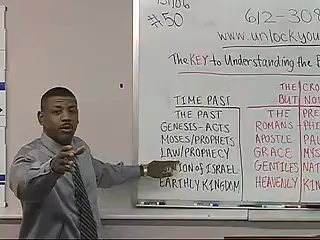 #50
612-308
www.unlockyou
The KEY to Understanding the B
TIME PAST
THE CRO
BUT NO
THE PAST
THE PRE
GENESIS-ACTS
ROMANS-PHI
MOSES/PROPHETS
APOSTLE PAU
LAW/PROPHECY
GRACE MYS
ION OF ISRAEL
GENTILES NAT
EARTHLY KINGDOM
HEAVENLY KIN